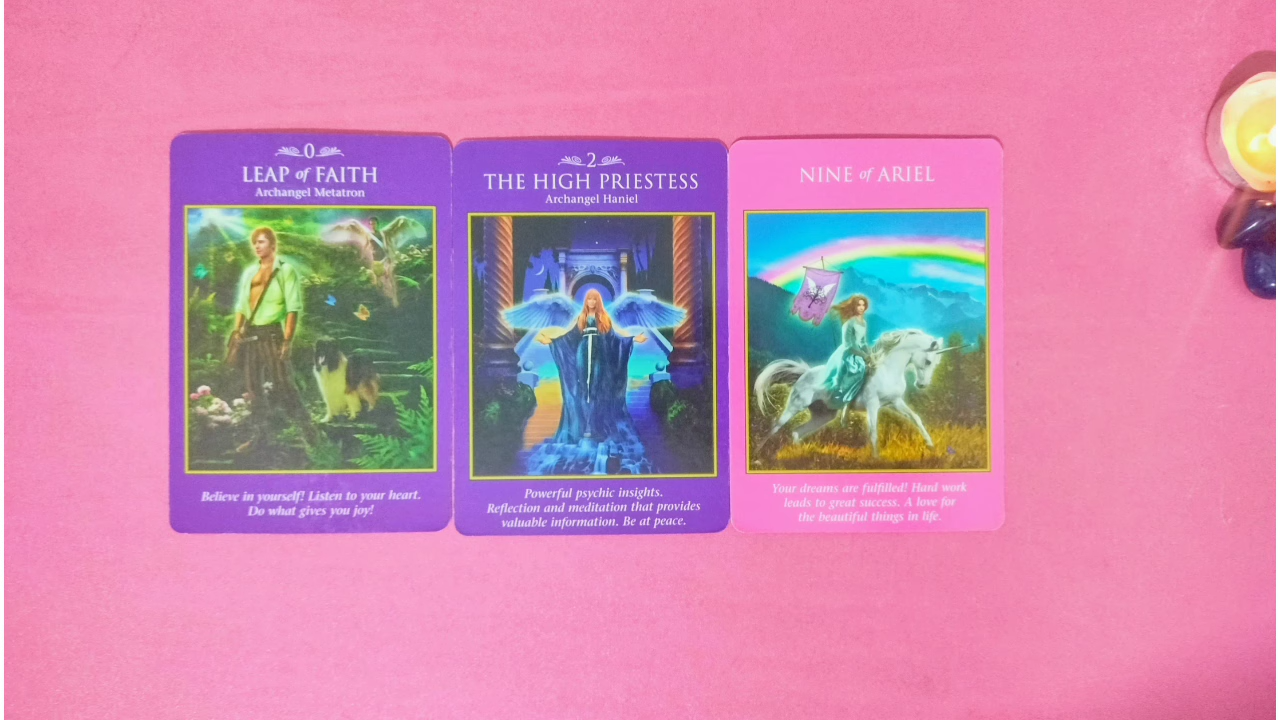 0
LEAP of FAITH
Archangel Metatron
Believe in yourself! Listen to your heart.
Do what gives you joy!
2
THE HIGH PRIESTESS
Archangel Haniel
Powerful psychic insights.
Reflection and meditation that provides
valuable information. Be at peace.
NINE of ARIEL
Your dreams are fulfilled! Hard work
leads to great success. A love for
the beautiful things in life.